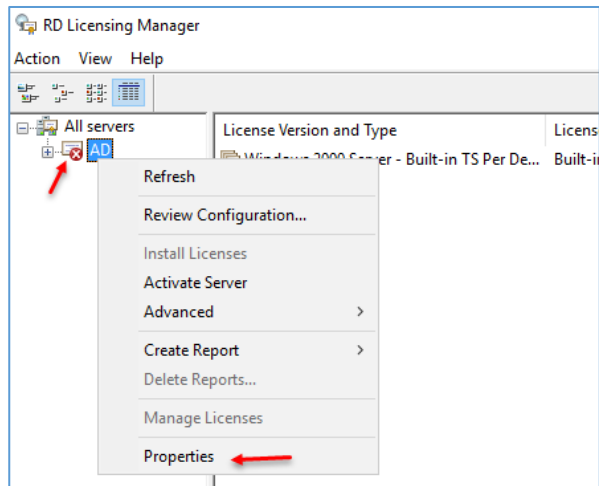 RD Licensing Manager
Action View Help
All servers
AD
License Version and Type Licens
Windows 2000 Server - Built-in TS Per De... Built-i
Refresh
Review Configuration...
Install Licenses
Activate Server
Advanced
Create Report
Delete Reports...
Manage Licenses
Properties